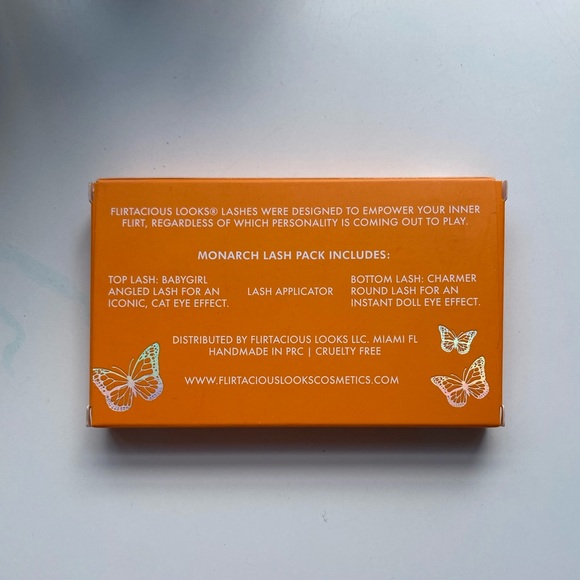 FLIRTACIOUS LOOKS® LASHES WERE DESIGNED TO EMPOWER YOUR INNER
FLIRT, REGARDLESS OF WHICH PERSONALITY IS COMING OUT TO PLAY.
MONARCH LASH PACK INCLUDES:
TOP LASH: BABYGIRL
ANGLED LASH FOR AN
ICONIC, CAT EYE EFFECT.
LASH APPLICATOR
BOTTOM LASH: CHARMER
ROUND LASH FOR AN
INSTANT DOLL EYE EFFECT.
DISTRIBUTED BY FLIRTACIOUS LOOKS LLC. MIAMI FL
HANDMADE IN PRC | CRUELTY FREE
WWW.FLIRTACIOUSLOOKSCOSMETICS.COM